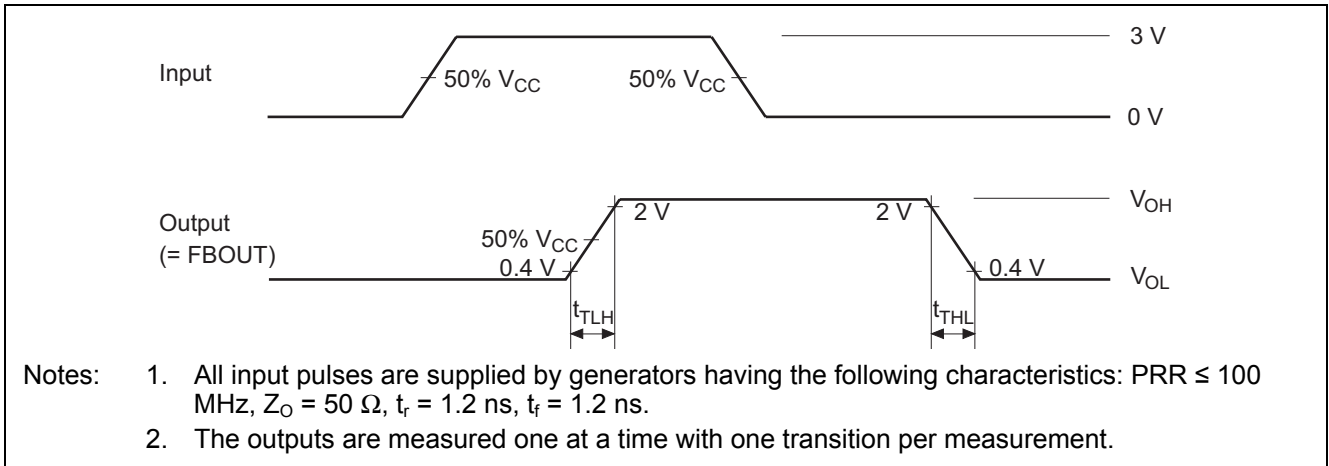 3 V
Input
50% VCC 50% VCC
0 V
Output
(= FBOUT)
2 V 2 V
VOH
50% VCC
0.4 V 0.4 V
VOL
tTLH tTHL
Notes: 1. All input pulses are supplied by generators having the following characteristics: PRR ≤ 100
MHz, ZO = 50 Ω, tr = 1.2 ns, tf = 1.2 ns.
2. The outputs are measured one at a time with one transition per measurement.